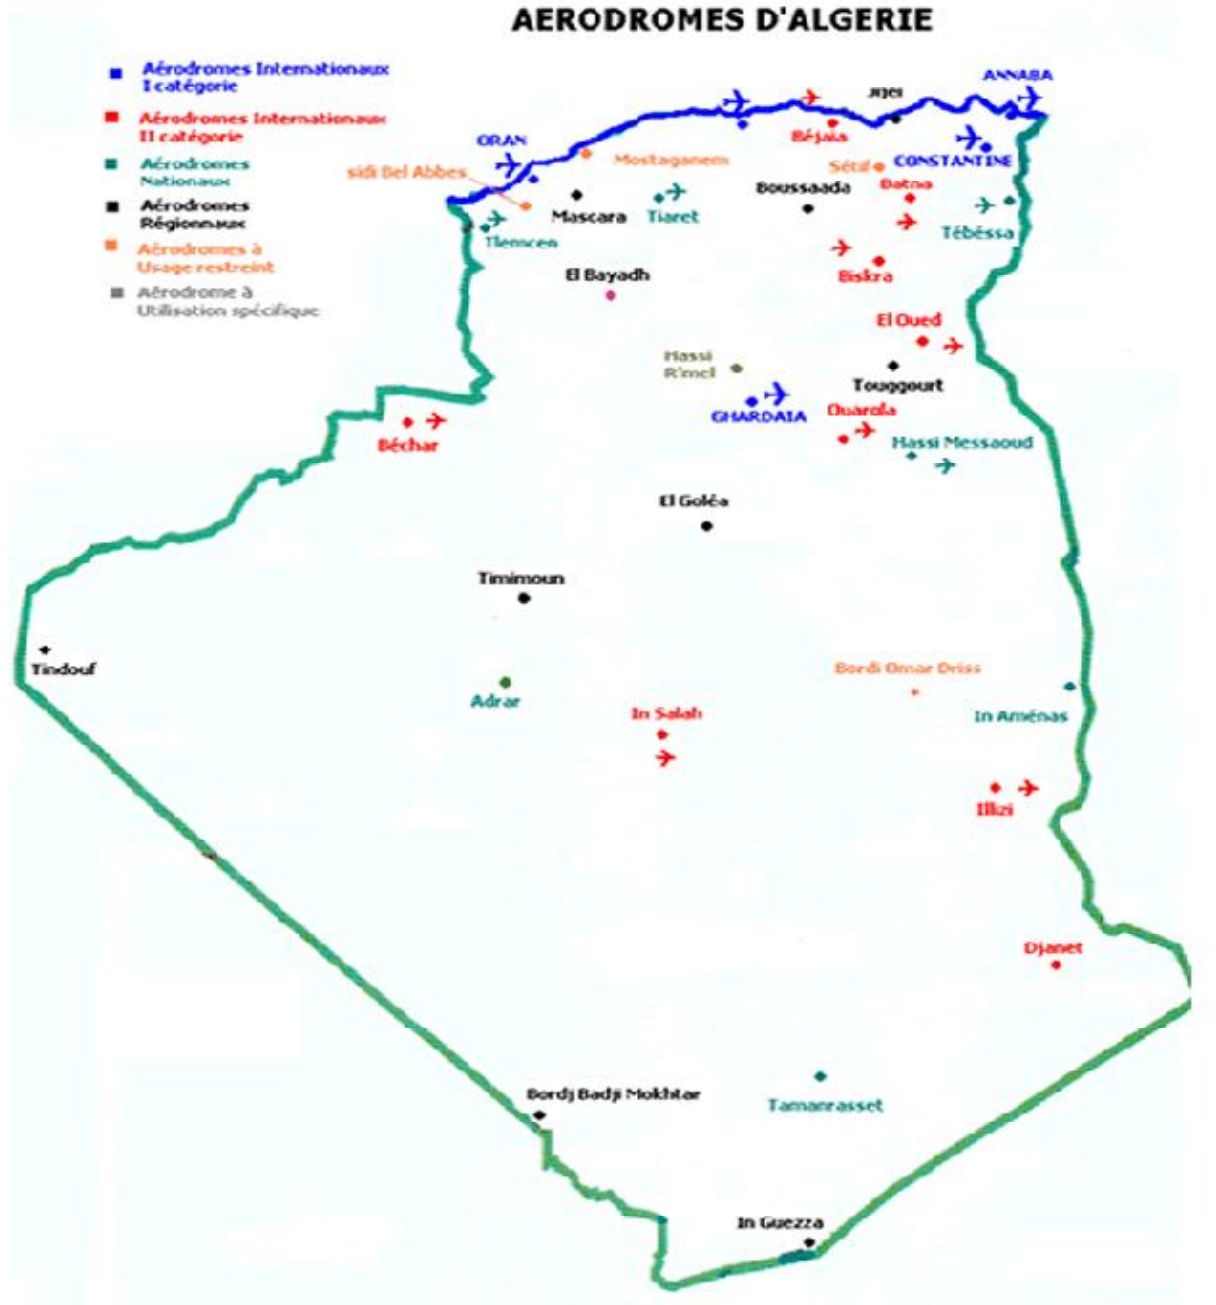 AERODROMES D'ALGERIE
Aérodromes Internationaux
I catégorie
Aérodromes Internationaux
II catégorie
Aérodromes
Nationaux
Aérodromes
Régionnaux
Aérodromes à
Usage restreint
Aérodrome à
Utilisation spécifique
ANNABA
Jijel
ORAN
Béjaia
CONSTANTINE
Mostaganem
Sétif
sidi Bel Abbes
Batna
Boussaada
Mascara
Tiaret
Tébéssa
Tlemcen
El Bayadh
Biskra
El Oued
Hassi
R'mel
Touggourt
GHARDAIA
Ouargla
Béchar
Hassi Messaoud
El Goléa
Timimoun
Tindouf
Bordj Omar Driss
Adrar
In Salah
In Aménas
Illizi
Djanet
Bordj Badji Mokhtar
Tamanrasset
In Guezza